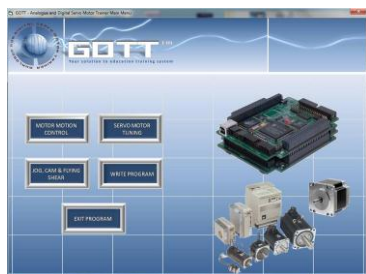 GOTT - Analogue and Digital Servo Motor Trainer Main Menu
GOTT
Your solution to education training system
MOTOR MOTION
CONTROL
SERVO MOTOR
TUNING
JOG, CAM & FLYING
SHEAR
WRITE PROGRAM
EXIT PROGRAM